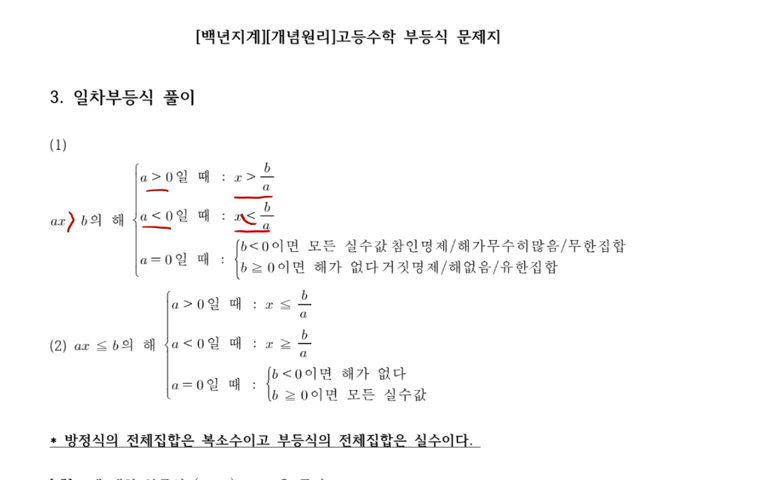 [백년지계][개념원리]고등수학 부등식 문제지
3. 일차부등식 풀이
(1)
ax > b의 해
a > 0일 때 : x > b/a
a < 0일 때 : x < b/a
a = 0일 때 :
b < 0이면 모든 실수값 참인명제/해가무수히많음/무한집합
b ≧ 0이면 해가 없다 거짓명제/해없음/유한집합
(2) ax ≦ b의 해
a > 0일 때 : x ≦ b/a
a < 0일 때 : x ≧ b/a
a = 0일 때 :
b < 0이면 해가 없다
b ≧ 0이면 모든 실수값
* 방정식의 전체집합은 복소수이고 부등식의 전체집합은 실수이다.